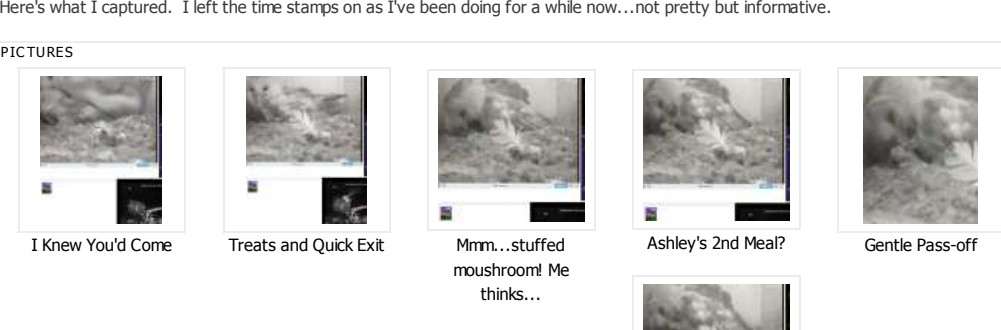 Here's what I captured.  I left the time stamps on as I've been doing for a while now...not pretty but informative.
PICTURES
I Knew You'd Come
Treats and Quick Exit
Mmm...stuffed
moushroom! Me
thinks...
Ashley's 2nd Meal?
Gentle Pass-off